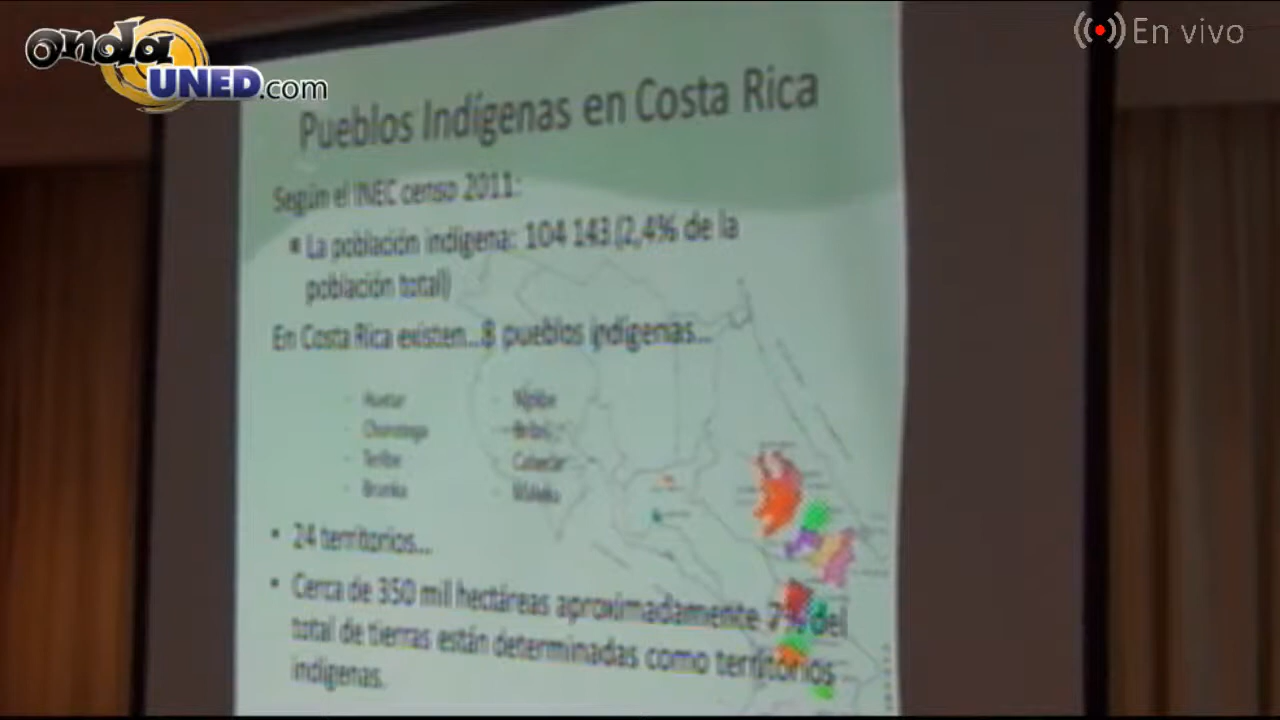 onda
UNED.com
En vivo
Pueblos Indígenas en Costa Rica
Según el INEC censo 2011:
La población indígena: 104 143 (2,4% de la
población total)
En Costa Rica existen...8 pueblos indígenas...
- Huetar
- Ngöbe
- Chorotega
- Bribri
- Teribe
- Cabécar
- Brunka
- Maleku
• 24 territorios...
• Cerca de 350 mil hectáreas aproximadamente 7% del
total de tierras están determinadas como territorios
indígenas.